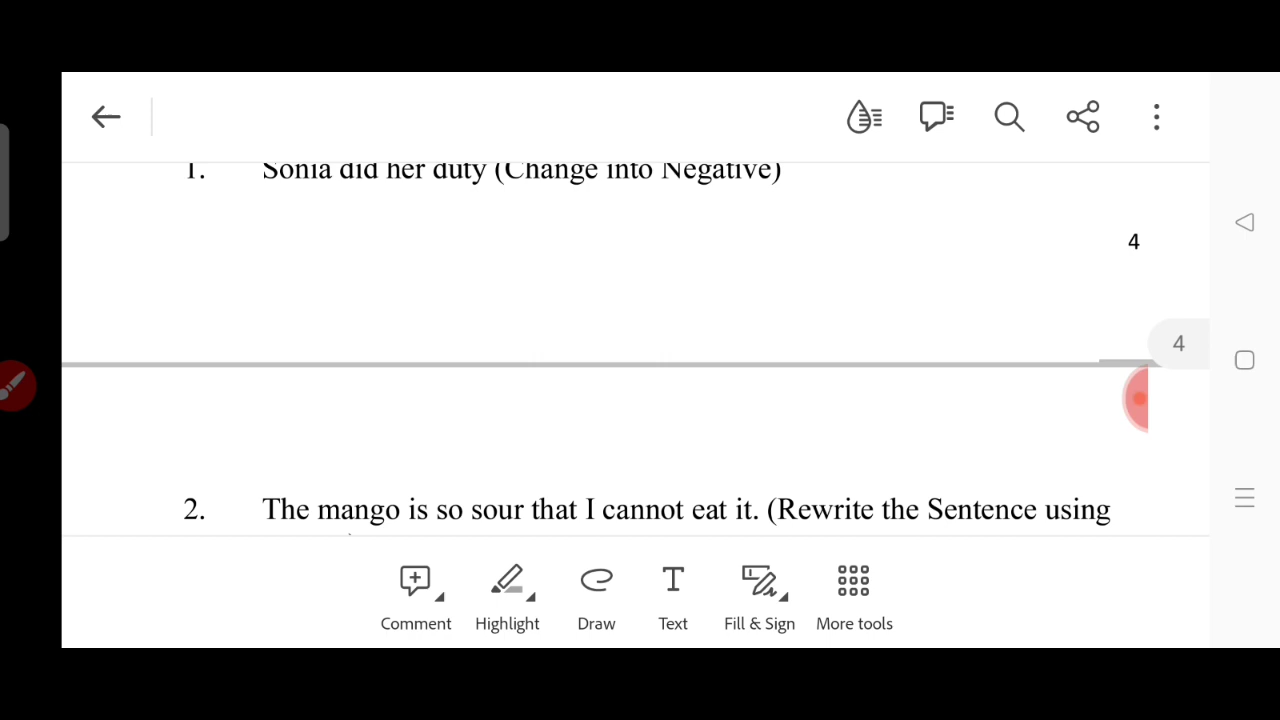 1. Sonia did her duty (Change into Negative)
4
4
2. The mango is so sour that I cannot eat it. (Rewrite the Sentence using
Comment Highlight Draw Text Fill & Sign More tools